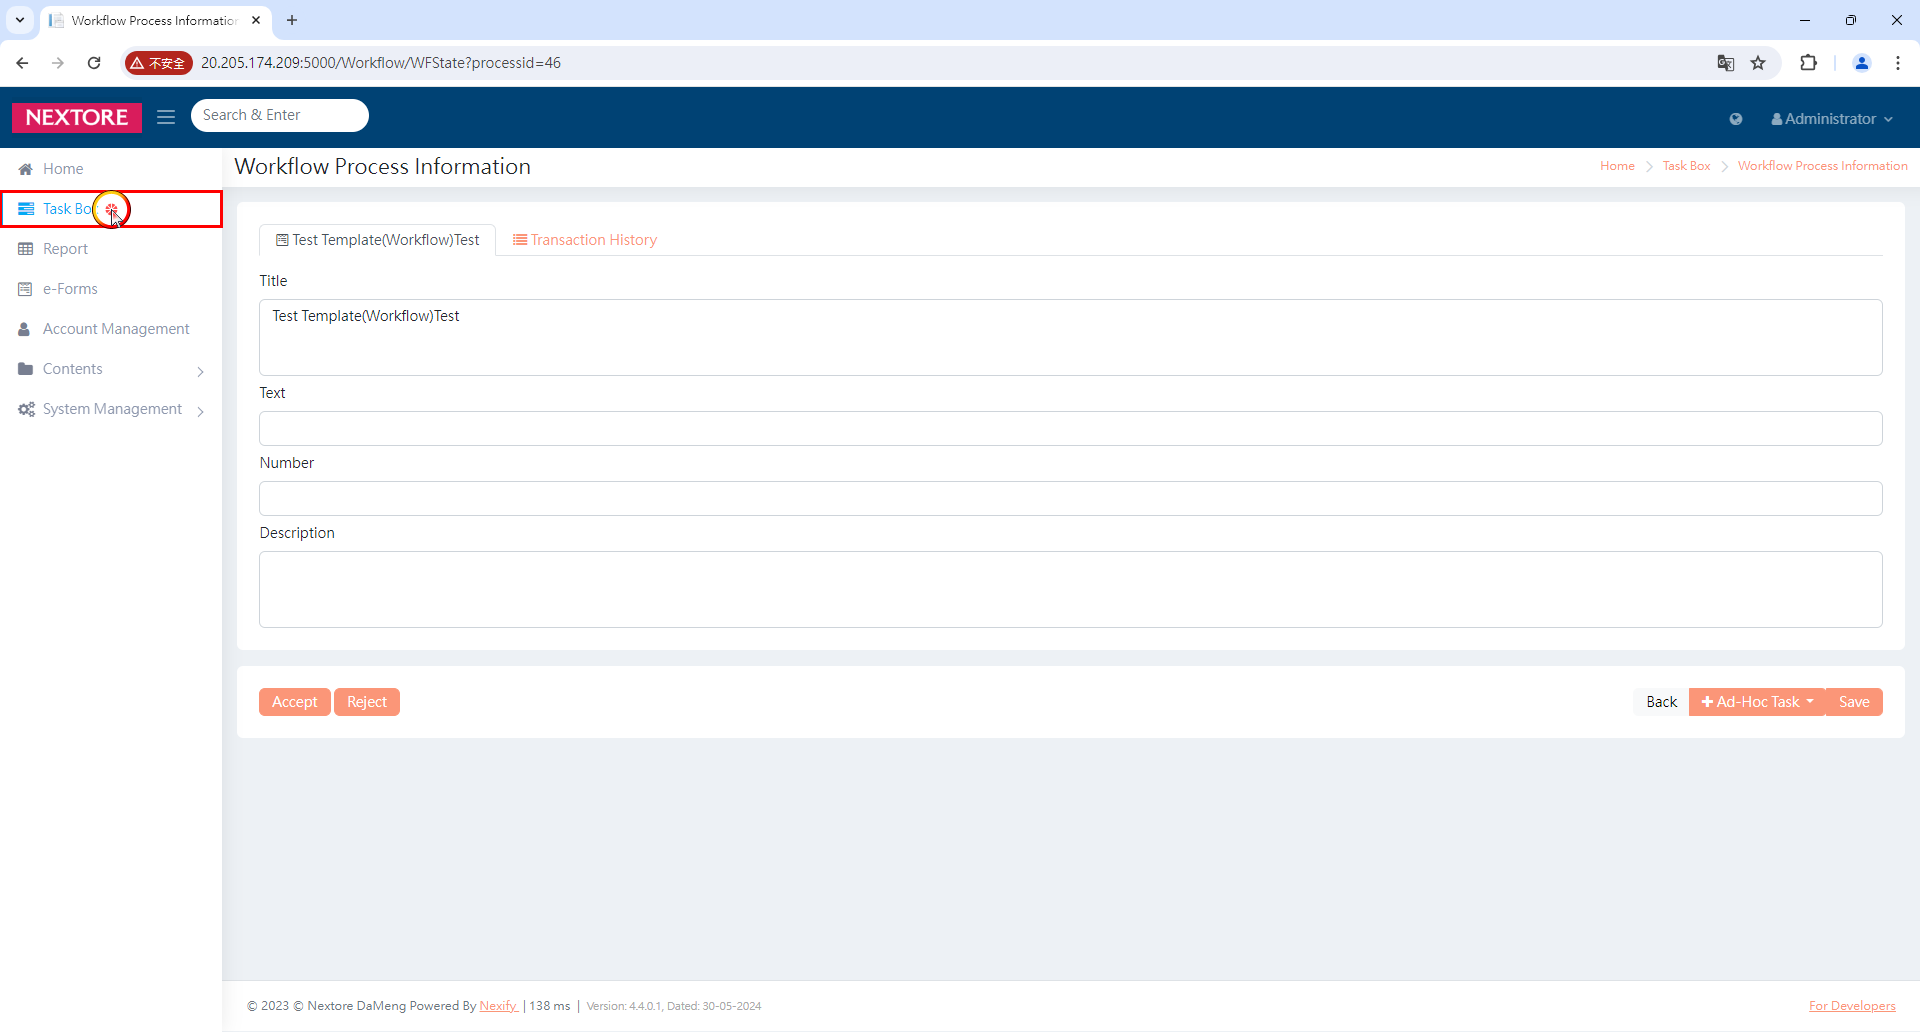 Workflow Process Information
不安全
20.205.174.209:5000/Workflow/WFState?processid=46
NEXTORE
Search & Enter
Administrator
Home
Task Bo
Report
e-Forms
Account Management
Contents
System Management
Workflow Process Information
Home > Task Box > Workflow Process Information
Test Template(Workflow)Test
Transaction History
Title
Test Template(Workflow)Test
Text
Number
Description
Accept
Reject
Back
+ Ad-Hoc Task
Save
© 2023 © Nextore DaMeng Powered By Nexify | 138 ms | Version: 4.4.0.1, Dated: 30-05-2024
For Developers